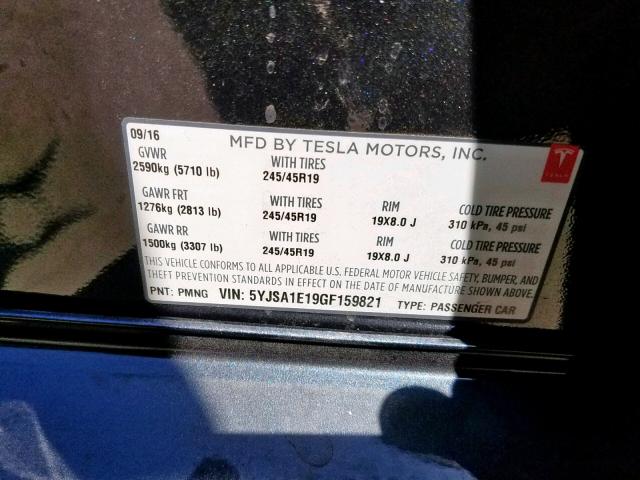 09/16
MFD BY TESLA MOTORS, INC.
GVWR WITH TIRES
2590kg (5710 lb) 245/45R19
TESLA
GAWR FRT WITH TIRES RIM COLD TIRE PRESSURE
1276kg (2813 lb) 245/45R19 19X8.0 J 310 kPa, 45 psi
GAWR RR WITH TIRES RIM COLD TIRE PRESSURE
1500kg (3307 lb) 245/45R19 19X8.0 J 310 kPa, 45 psi
THIS VEHICLE CONFORMS TO ALL APPLICABLE U.S. FEDERAL MOTOR VEHICLE SAFETY, BUMPER, AND
THEFT PREVENTION STANDARDS IN EFFECT ON THE DATE OF MANUFACTURE SHOWN ABOVE.
PNT: PMNG VIN: 5YJSA1E19GF159821 TYPE: PASSENGER CAR